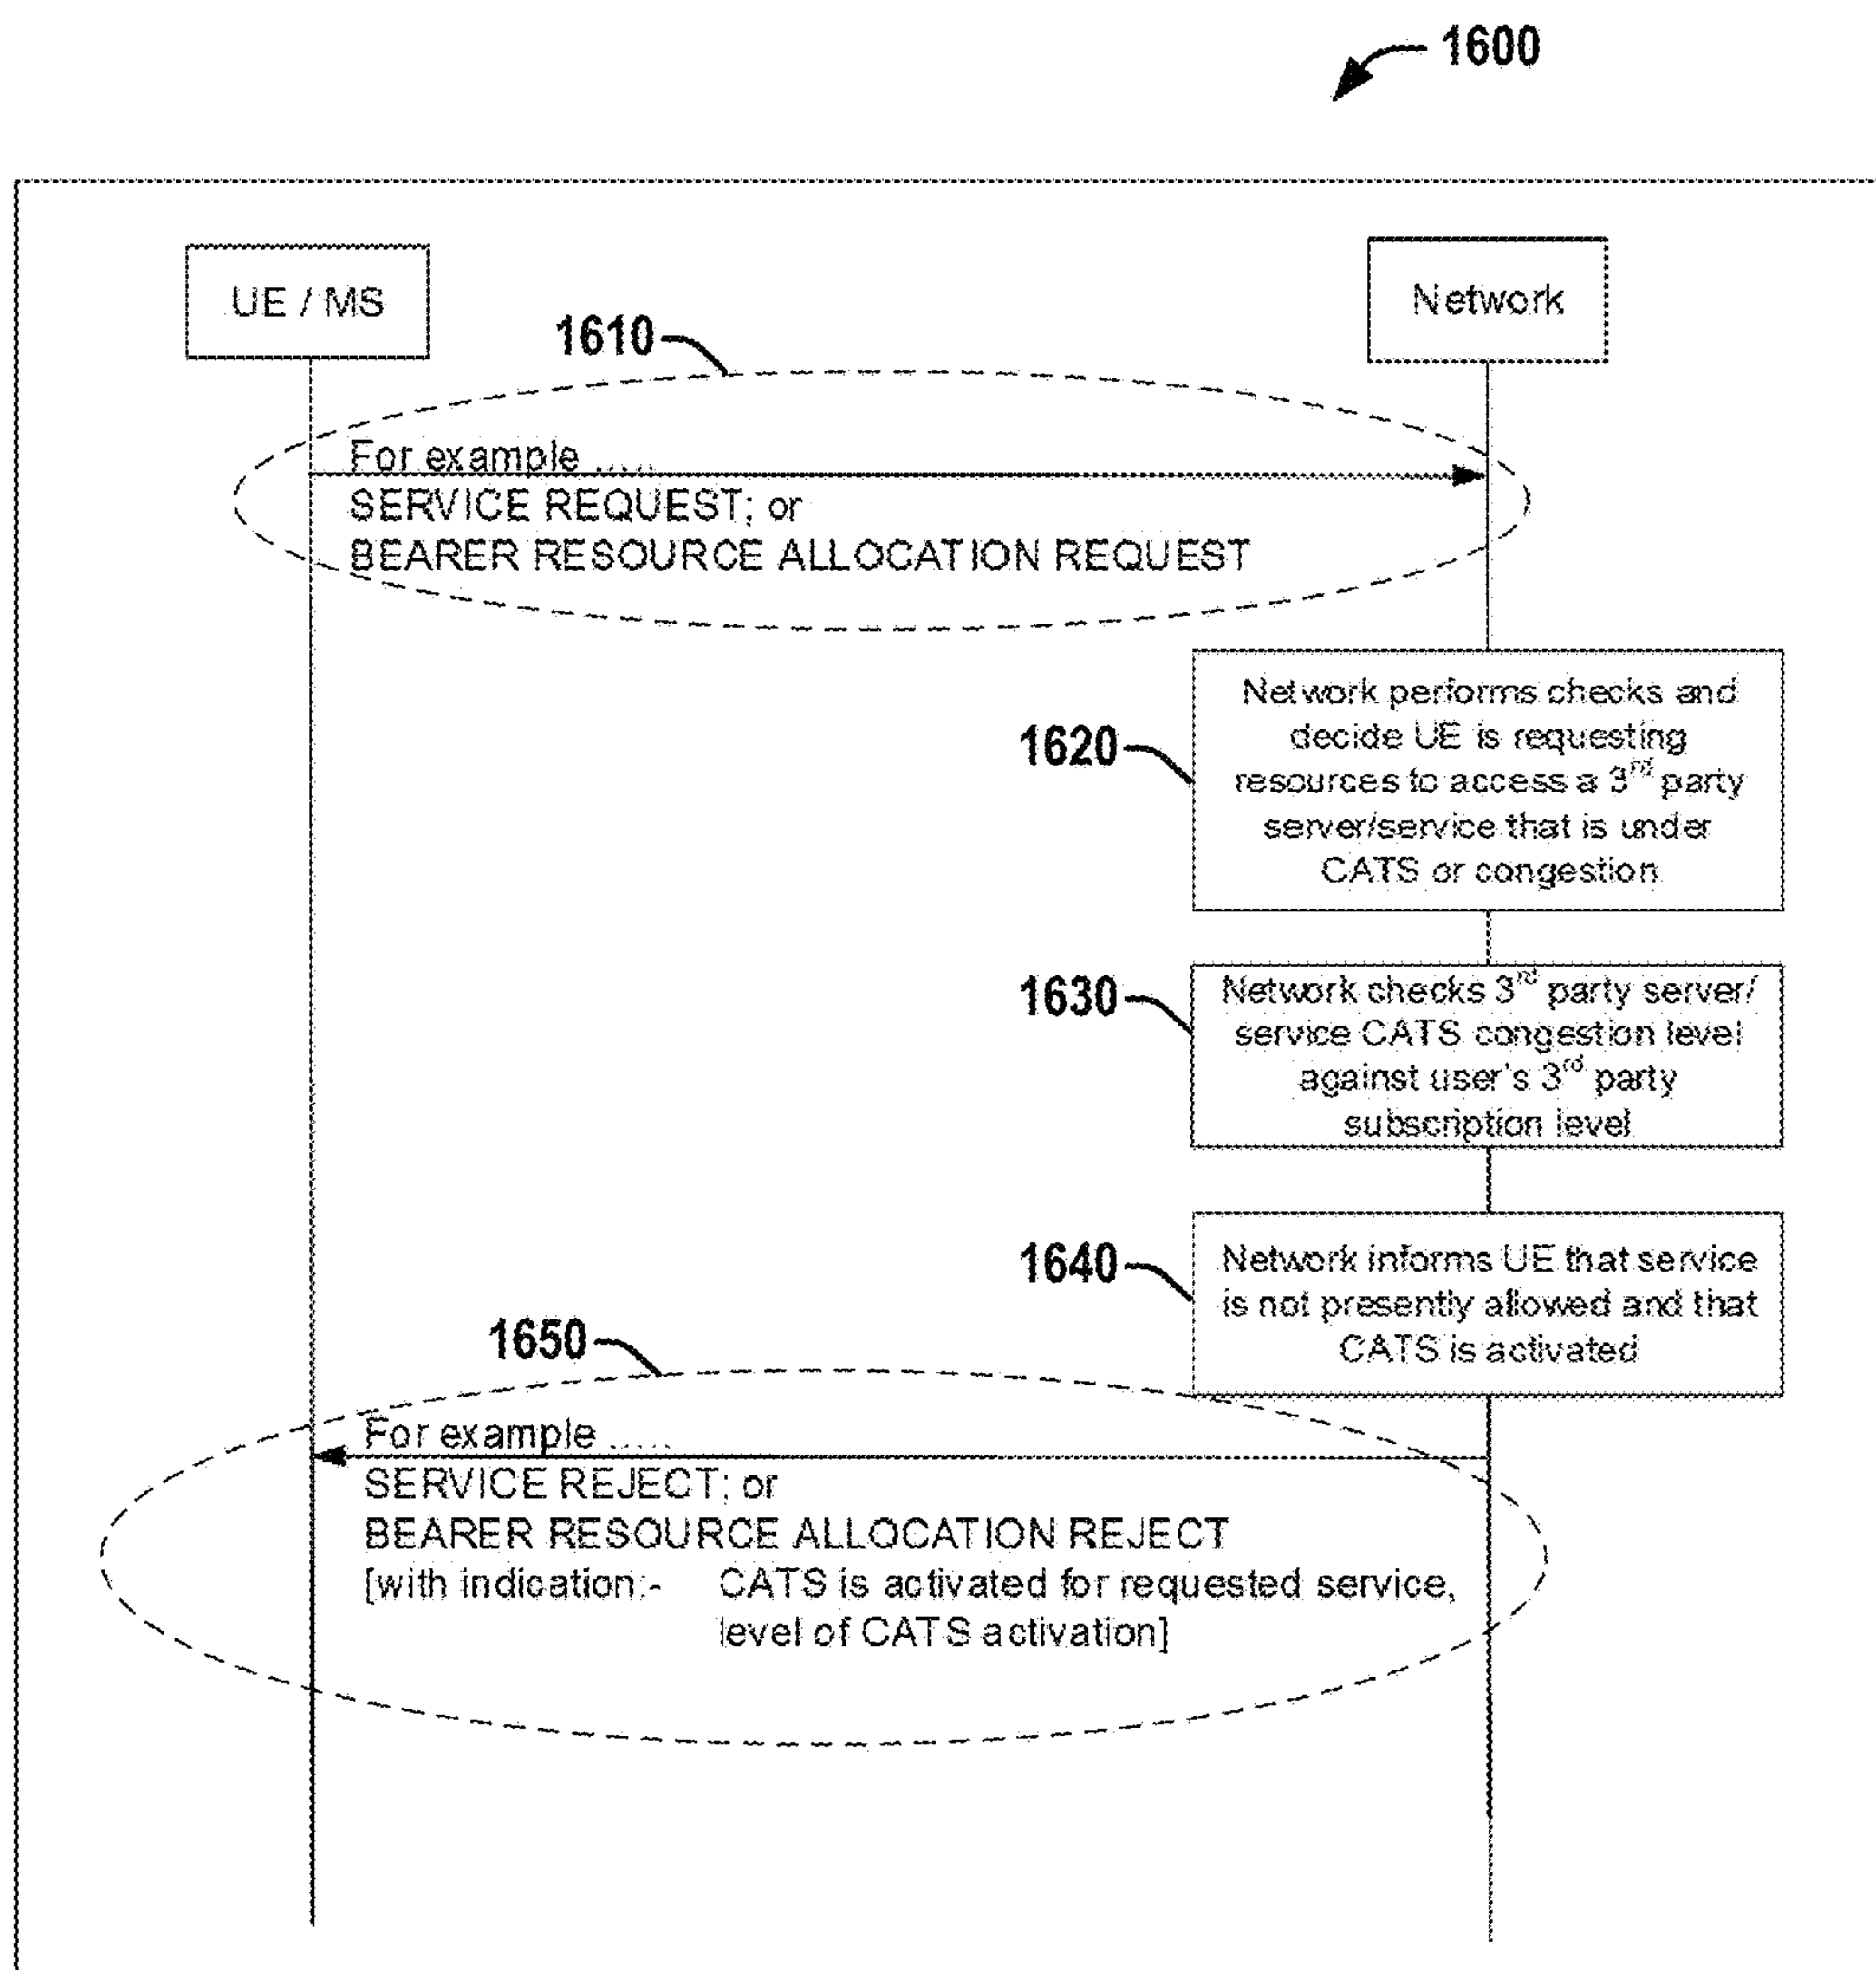 1600
UE / MS
Network
1610
For example .....
SERVICE REQUEST; or
BEARER RESOURCE ALLOCATION REQUEST
1620
Network performs checks and
decide UE is requesting
resources to access a 3rd party
server/service that is under
CATS or congestion
1630
Network checks 3rd party server/
service CATS congestion level
against user's 3rd party
subscription level
1640
Network informs UE that service
is not presently allowed and that
CATS is activated
1650
For example .....
SERVICE REJECT; or
BEARER RESOURCE ALLOCATION REJECT
[with indication:- CATS is activated for requested service,
level of CATS activation]